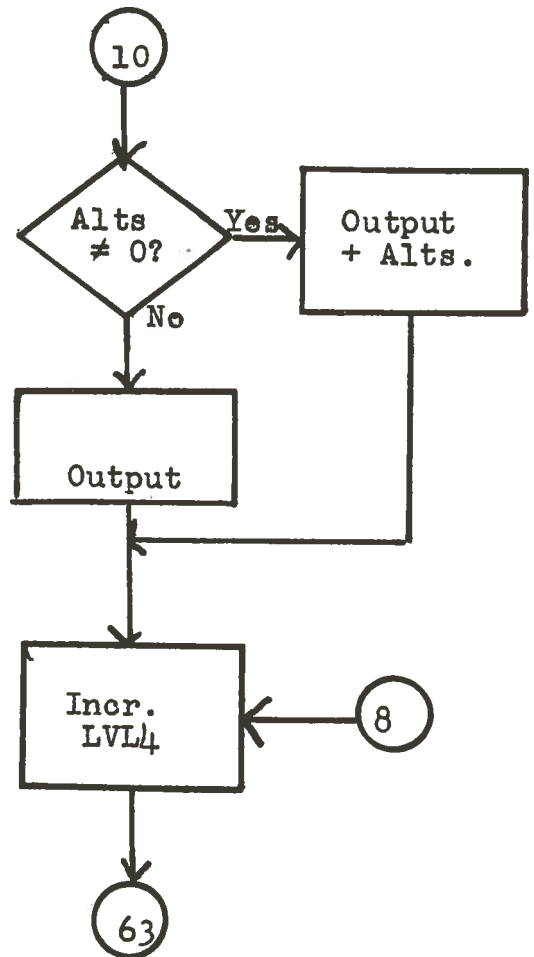 10
Alts
≠ 0?
Yes
Output
+ Alts.
No
Output
Incr.
LVL4
8
63